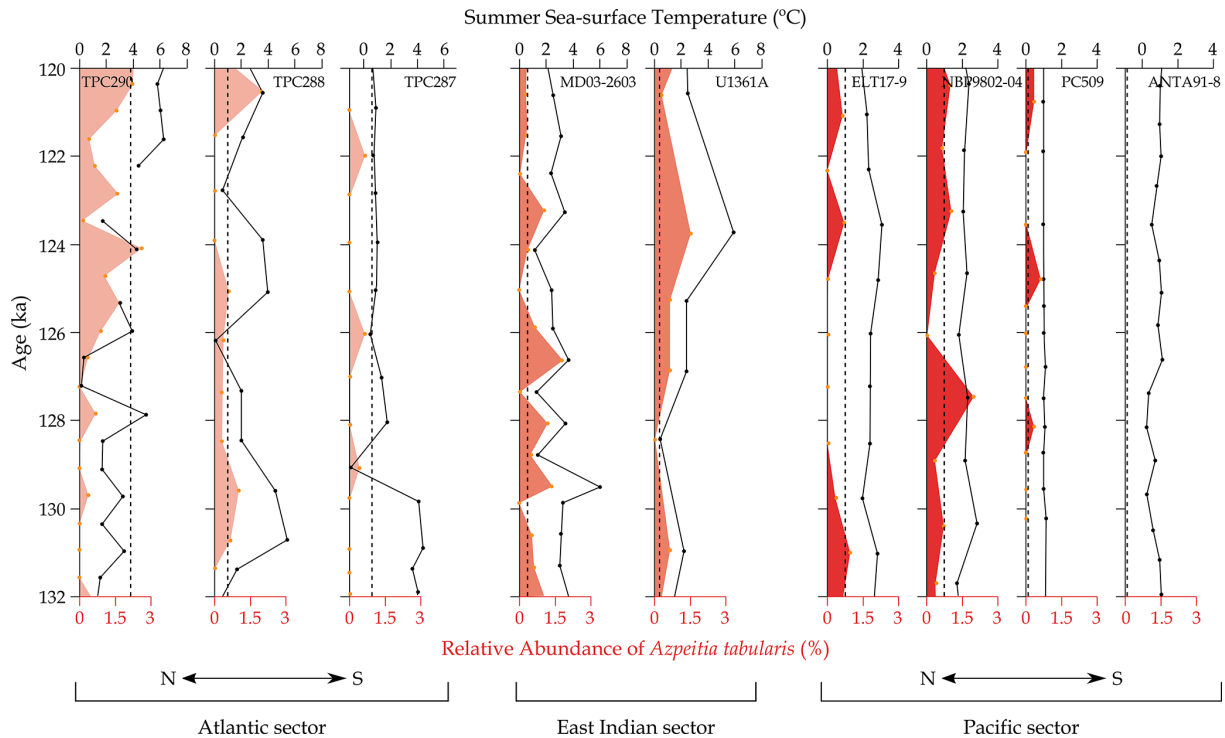 Summer Sea-surface Temperature (ºC)
0 2 4 6 8 0 2 4 6 8 0 2 4 6 0 2 4 6 8 0 2 4 6 8 0 2 4 0 2 4 0 2 4 0 2 4
TPC290 TPC288 TPC287 MD03-2603 U1361A ELT17-9 NBP9802-04 PC509 ANTA91-8
120
122
124
126
128
130
132
Age (ka)
0 1.5 3 0 1.5 3 0 1.5 3 0 1.5 3 0 1.5 3 0 1.5 3 0 1.5 3 0 1.5 3 0 1.5 3
Relative Abundance of Azpeitia tabularis (%)
N S N S
Atlantic sector East Indian sector Pacific sector